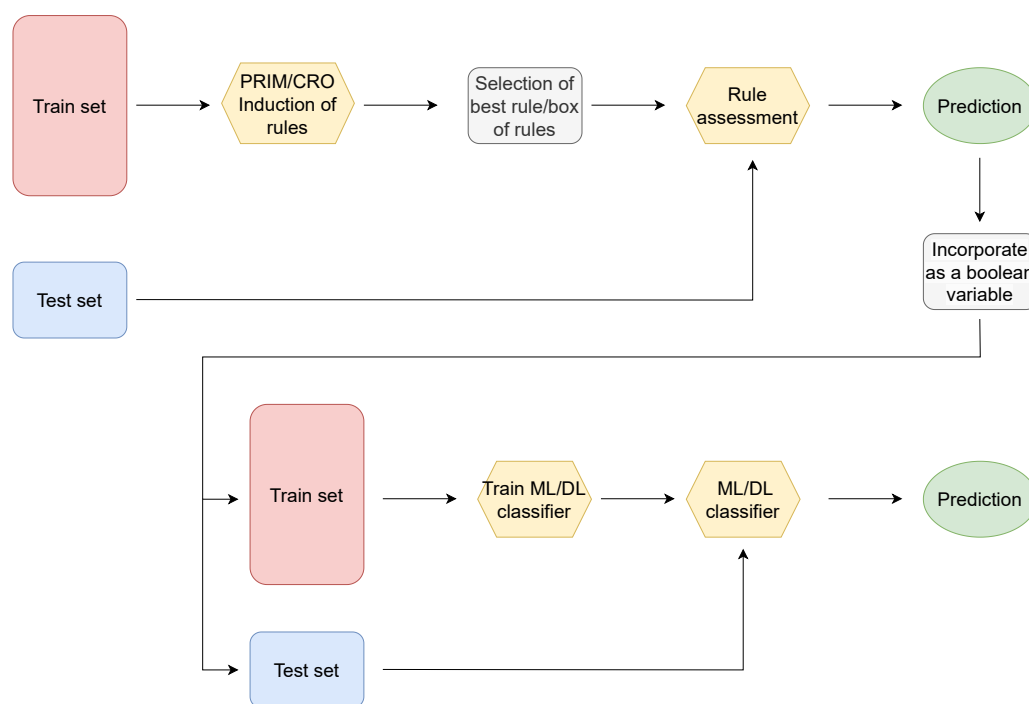 Train set
PRIM/CRO
Induction of
rules
Selection of
best rule/box
of rules
Rule
assessment
Prediction
Test set
Incorporate
as a boolean
variable
Train set
Train ML/DL
classifier
ML/DL
classifier
Prediction
Test set